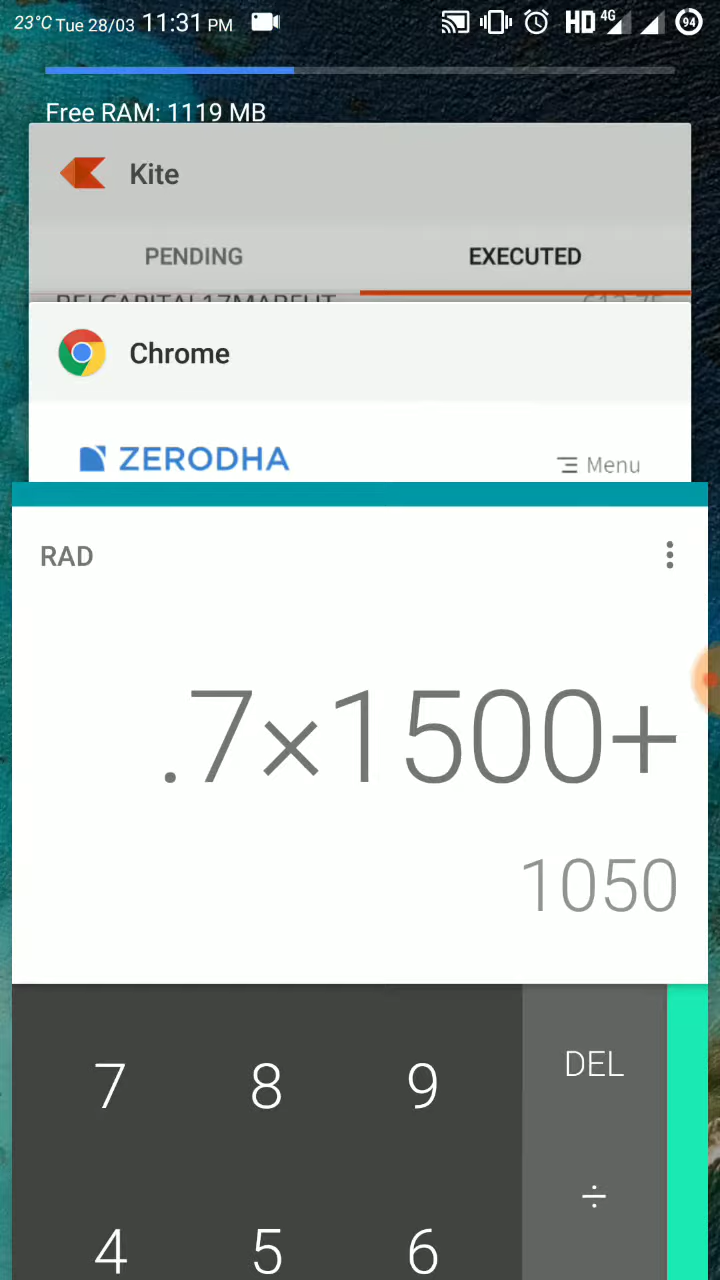 23°C Tue 28/03 11:31 PM HD 4G 94
Free RAM: 1119 MB
Kite
PENDING EXECUTED
Chrome
ZERODHA Menu
RAD
.7×1500+
1050
7 8 9 DEL
÷
4 5 6